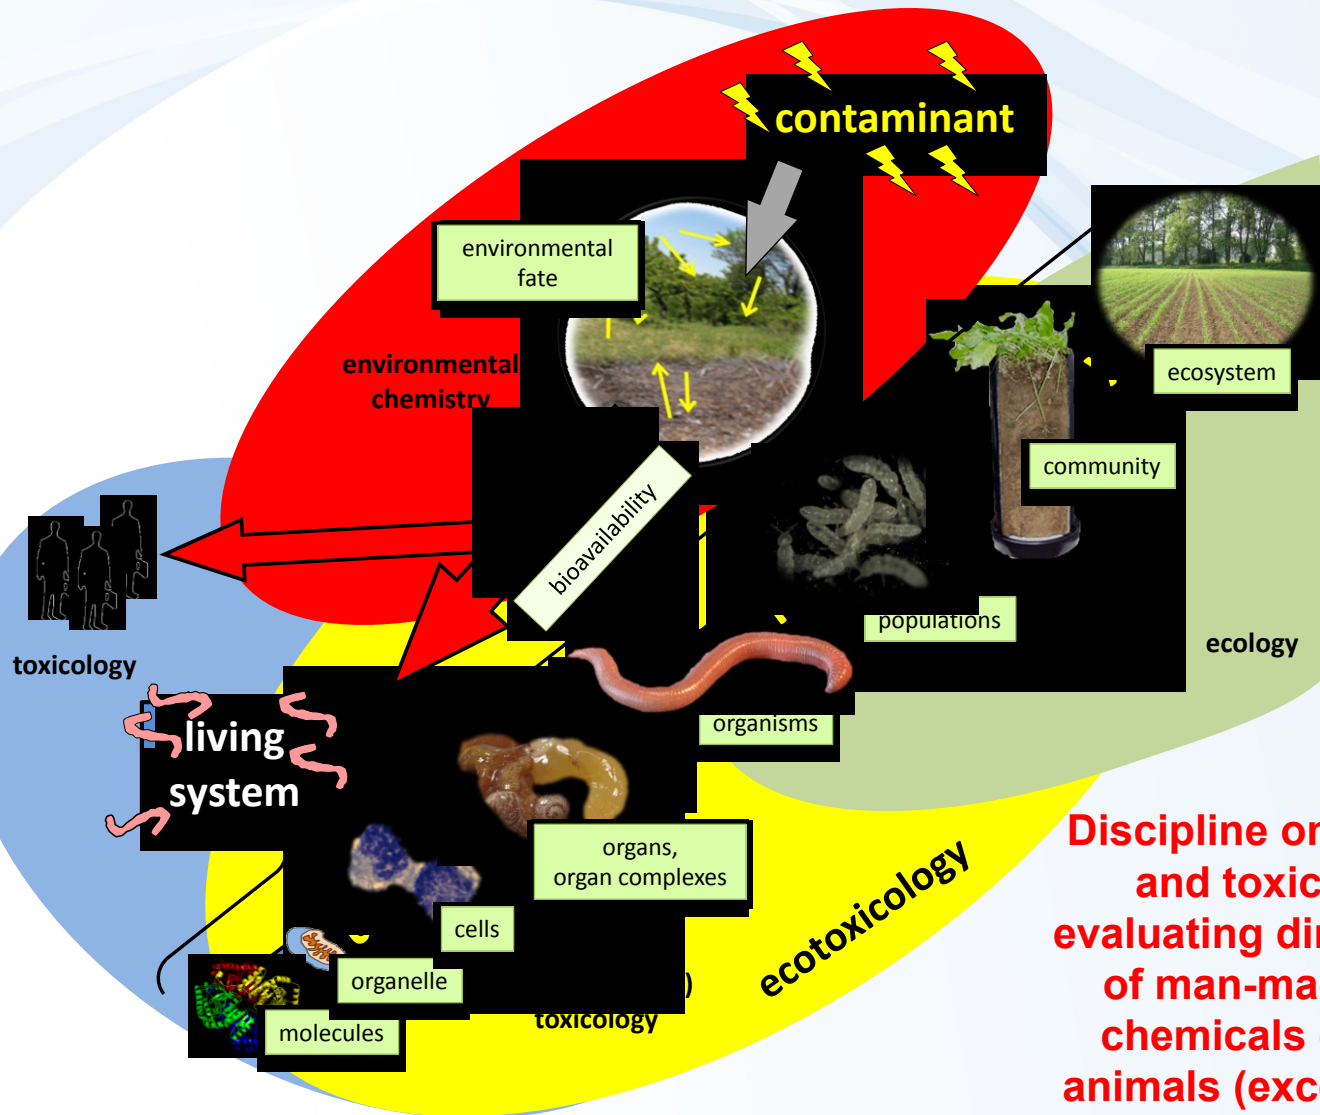 contaminant
environmental
fate
environmental
chemistry
ecosystem
community
bioavailability
populations
ecology
toxicology
organisms
living
system
organs,
organ complexes
cells
ecotoxicology
organelle
)
toxicology
molecules
Discipline on
and toxic
evaluating di
of man-ma
chemicals
animals (exc